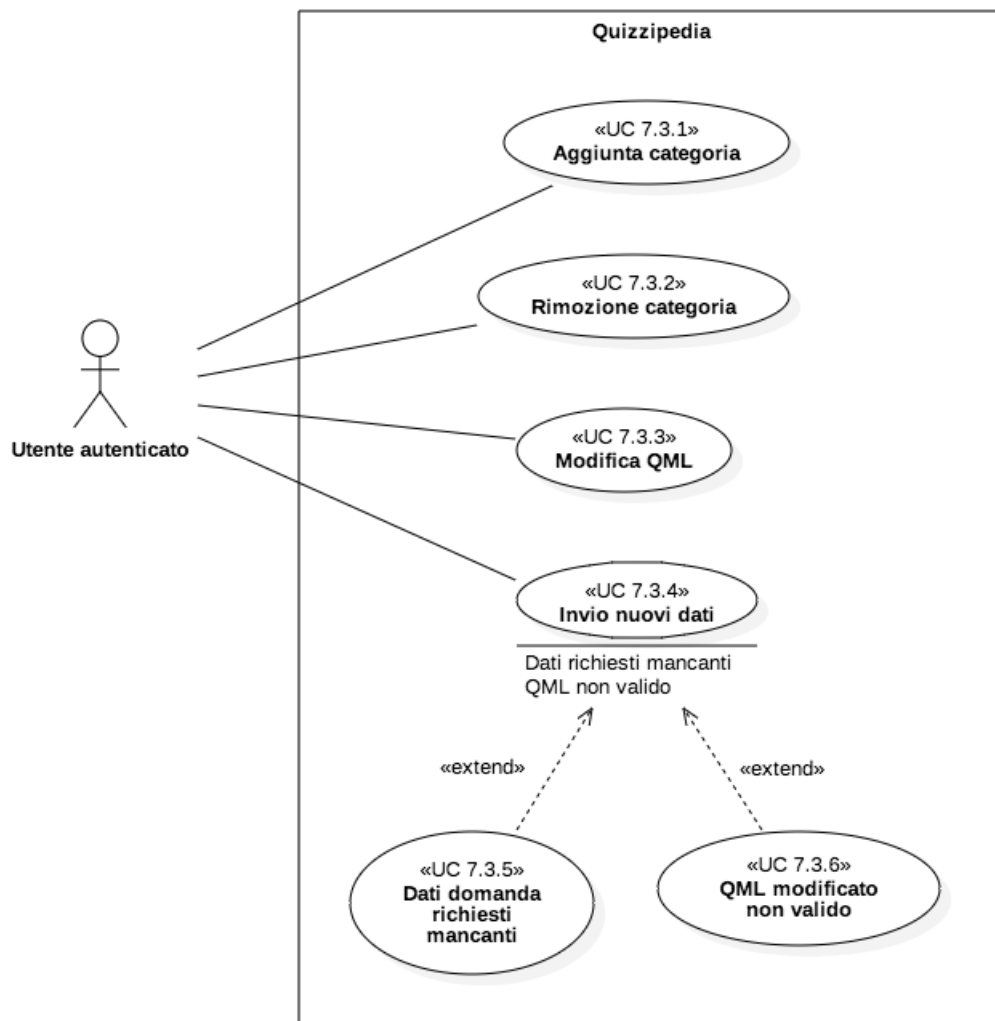 Quizzipedia
«UC 7.3.1»
Aggiunta categoria
«UC 7.3.2»
Rimozione categoria
Utente autenticato
«UC 7.3.3»
Modifica QML
«UC 7.3.4»
Invio nuovi dati
Dati richiesti mancanti
QML non valido
«extend»
«extend»
«UC 7.3.5»
Dati domanda
richiesti
mancanti
«UC 7.3.6»
QML modificato
non valido